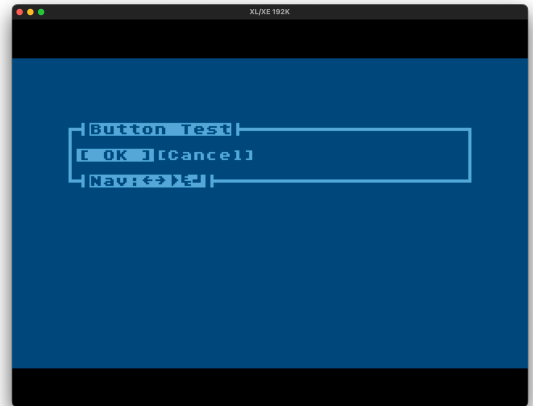 XL/XE 192K
Button Test
[ OK ][Cancel]
Nav:←→